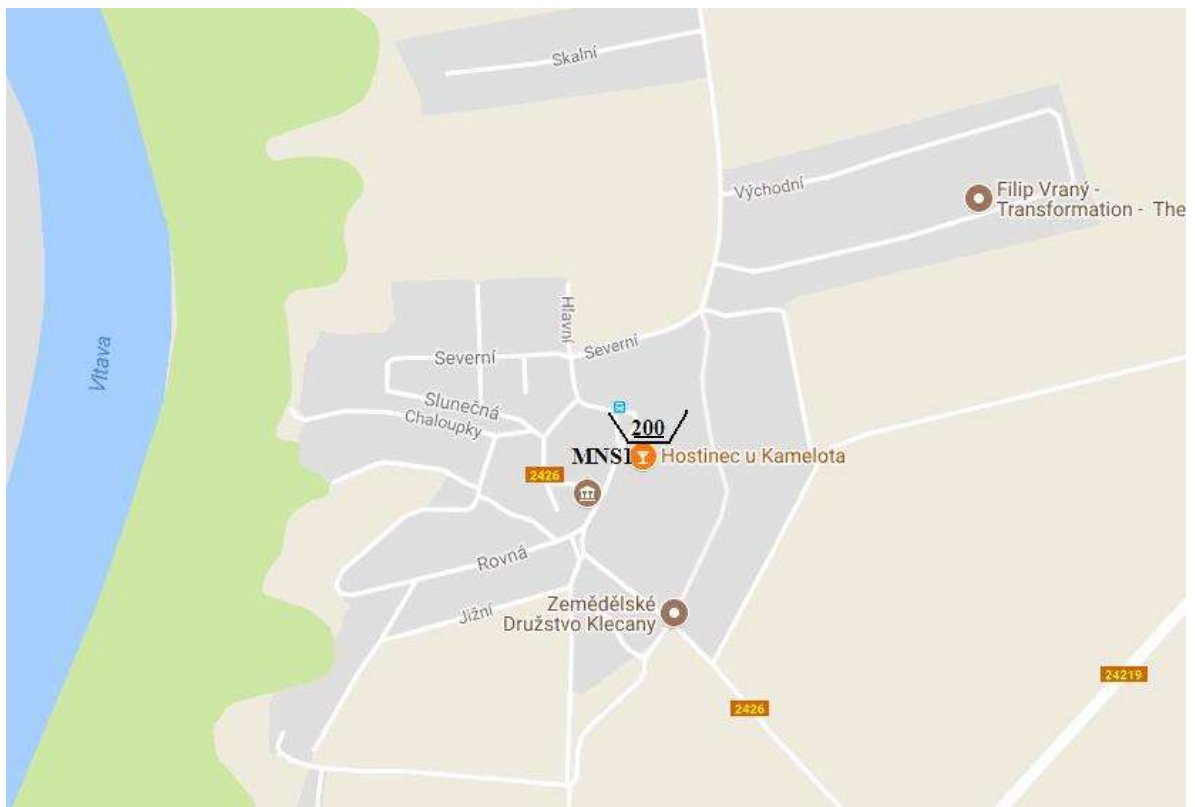 Skalní
Východní
Filip Vraný -
Transformation - The
Hlavní
Severní
Severní
Vltava
Slunečná
Chaloupky
200
MNS1
Hostinec u Kamelota
2426
Rovná
Jižní
Zemědělské
Družstvo Klecany
24219
2426